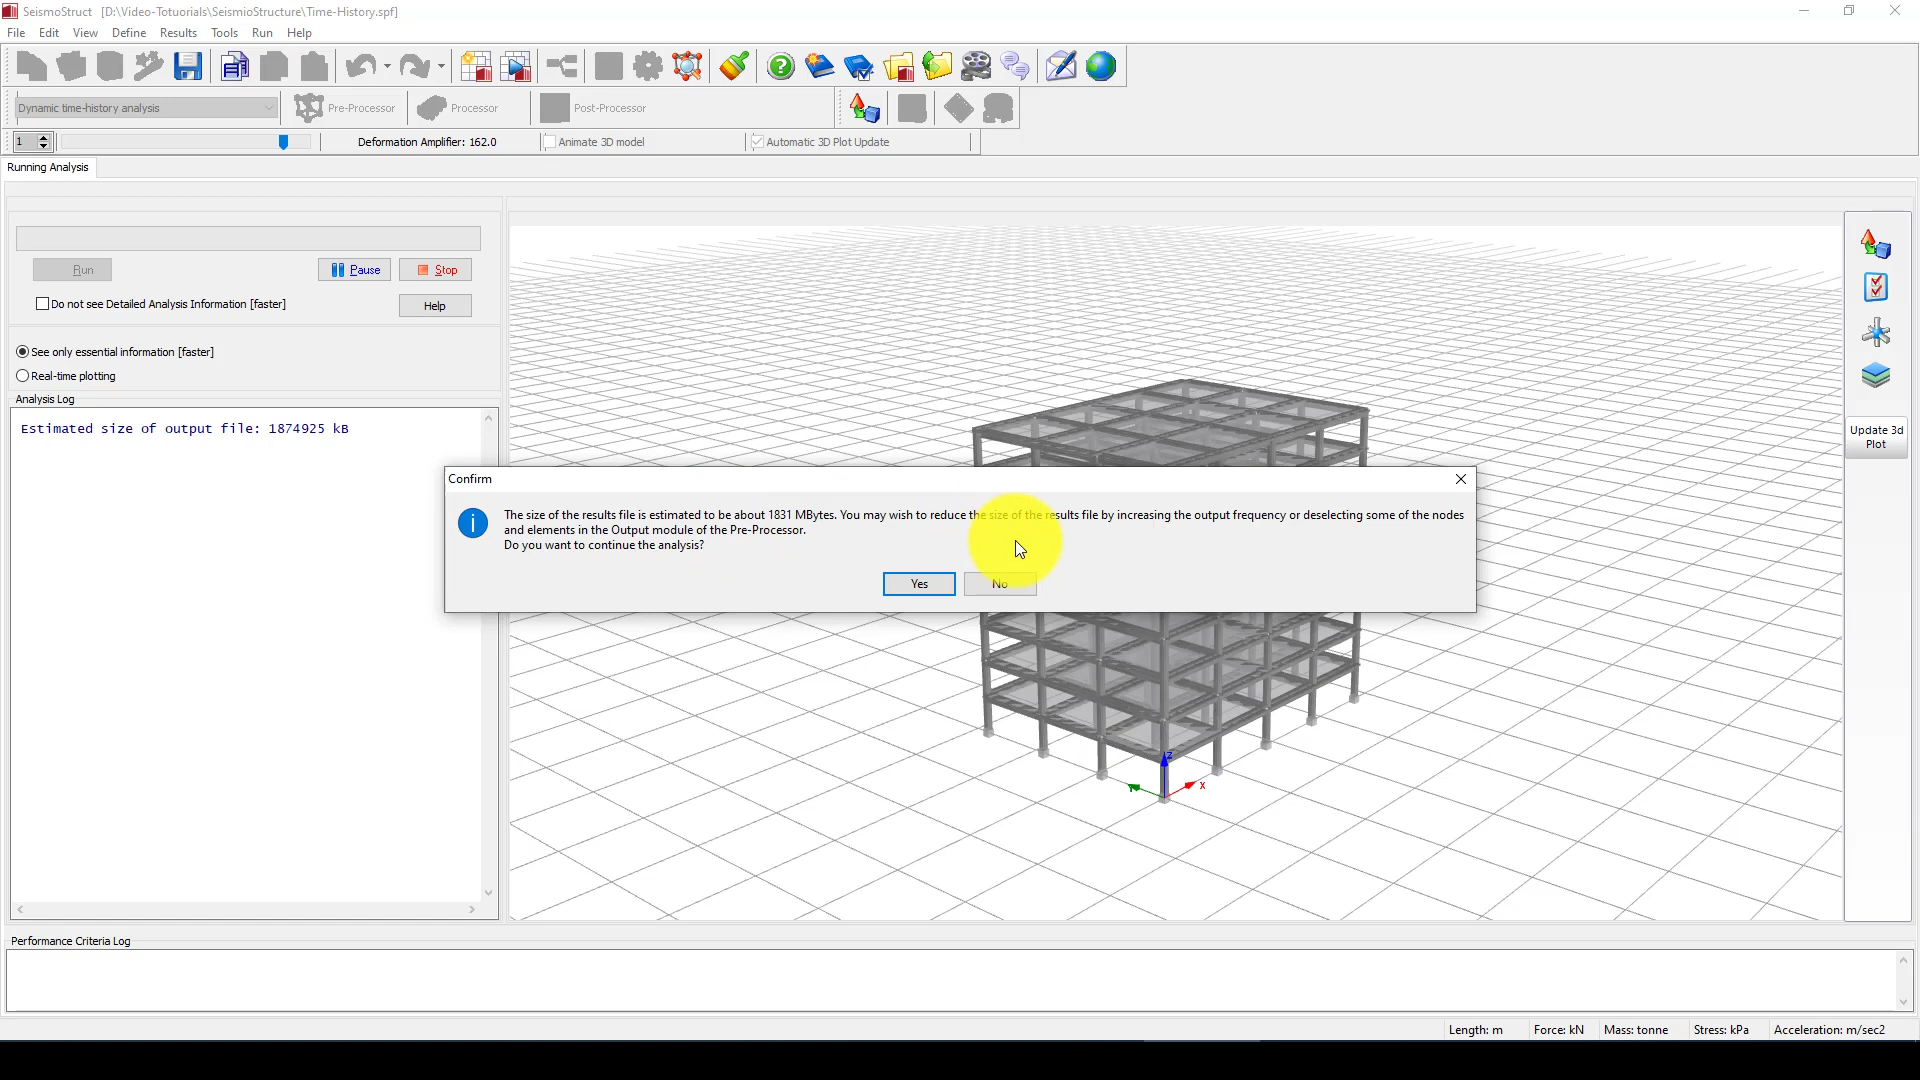 SeismoStruct [D:\Video-Totuorials\SeismioStructure\Time-History.spf]
File Edit View Define Results Tools Run Help
Dynamic time-history analysis Pre-Processor Processor Post-Processor
1 Deformation Amplifier: 162.0 Animate 3D model Automatic 3D Plot Update
Running Analysis
Run Pause Stop
Do not see Detailed Analysis Information [faster] Help
See only essential information [faster]
Real-time plotting
Analysis Log
Estimated size of output file: 1874925 kB
Update 3d
Plot
Confirm
The size of the results file is estimated to be about 1831 MBytes. You may wish to reduce the size of the results file by increasing the output frequency or deselecting some of the nodes
and elements in the Output module of the Pre-Processor.
Do you want to continue the analysis?
Yes No
Z
Y X
Performance Criteria Log
Length: m Force: kN Mass: tonne Stress: kPa Acceleration: m/sec2